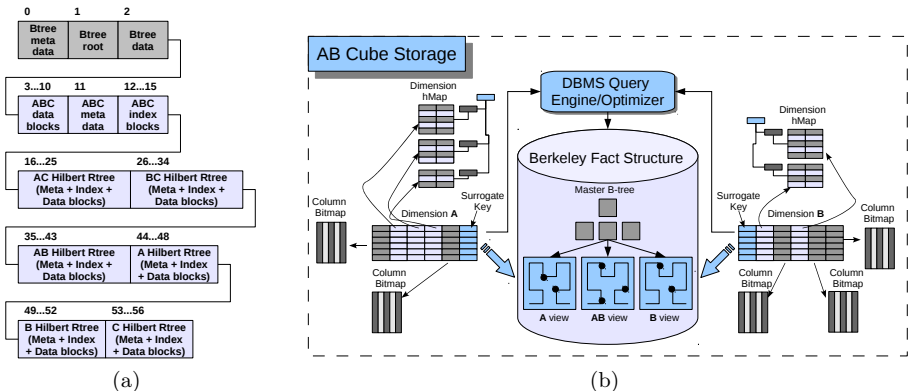 0 1 2
Btree meta data
Btree root
Btree data
3...10 11 12...15
ABC data blocks
ABC meta data
ABC index blocks
16...25 26...34
AC Hilbert Rtree (Meta + Index + Data blocks)
BC Hilbert Rtree (Meta + Index + Data blocks)
35...43 44...48
AB Hilbert Rtree (Meta + Index + Data blocks)
A Hilbert Rtree (Meta + Index + Data blocks)
49...52 53...56
B Hilbert Rtree (Meta + Index + Data blocks)
C Hilbert Rtree (Meta + Index + Data blocks)
(a)
AB Cube Storage
DBMS Query
Engine/Optimizer
Dimension
hMap
Dimension
hMap
Berkeley Fact Structure
Master B-tree
Surrogate
Key
Dimension A
Column
Bitmap
Column
Bitmap
Surrogate
Key
Dimension B
Column
Bitmap
Column
Bitmap
Column
Bitmap
A view
AB view
B view
(b)